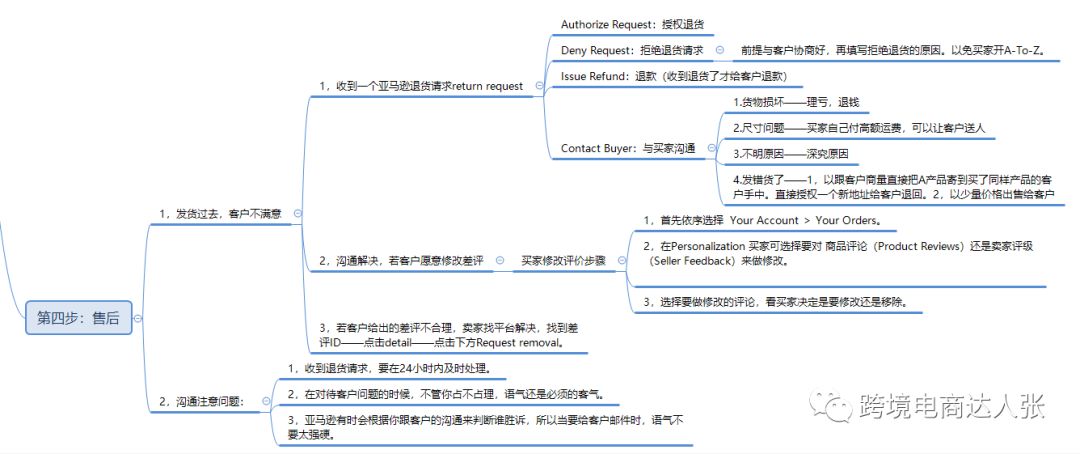 第四步：售后
1，发货过去，客户不满意
1，收到一个亚马逊退货请求return request
Authorize Request：授权退货
Deny Request：拒绝退货请求
前提与客户协商好，再填写拒绝退货的原因。以免买家开A-To-Z。
Issue Refund：退款（收到退货了才给客户退款）
Contact Buyer：与买家沟通
1.货物损坏——理亏，退钱
2.尺寸问题——买家自己付高额运费，可以让客户送人
3.不明原因——深究原因
4.发错货了——1，以跟客户商量直接把A产品寄到买了同样产品的客
户手中。直接授权一个新地址给客户退回。2，以少量价格出售给客户
2，沟通解决，若客户愿意修改差评
买家修改评价步骤
1，首先依序选择 Your Account > Your Orders。
2，在Personalization 买家可选择要对 商品评论（Product Reviews）还是卖家评级
（Seller Feedback）来做修改。
3，选择要做修改的评论，看买家决定是要修改还是移除。
3，若客户给出的差评不合理，卖家找平台解决，找到差
评ID——点击detail——点击下方Request removal。
2，沟通注意问题：
1，收到退货请求，要在24小时内及时处理。
2，在对待客户问题的时候，不管你占不占理，语气还是必须的客气。
3，亚马逊有时会根据你跟客户的沟通来判断谁胜诉，所以当要给客户邮件时，语气不
要太强硬。
跨境电商达人张